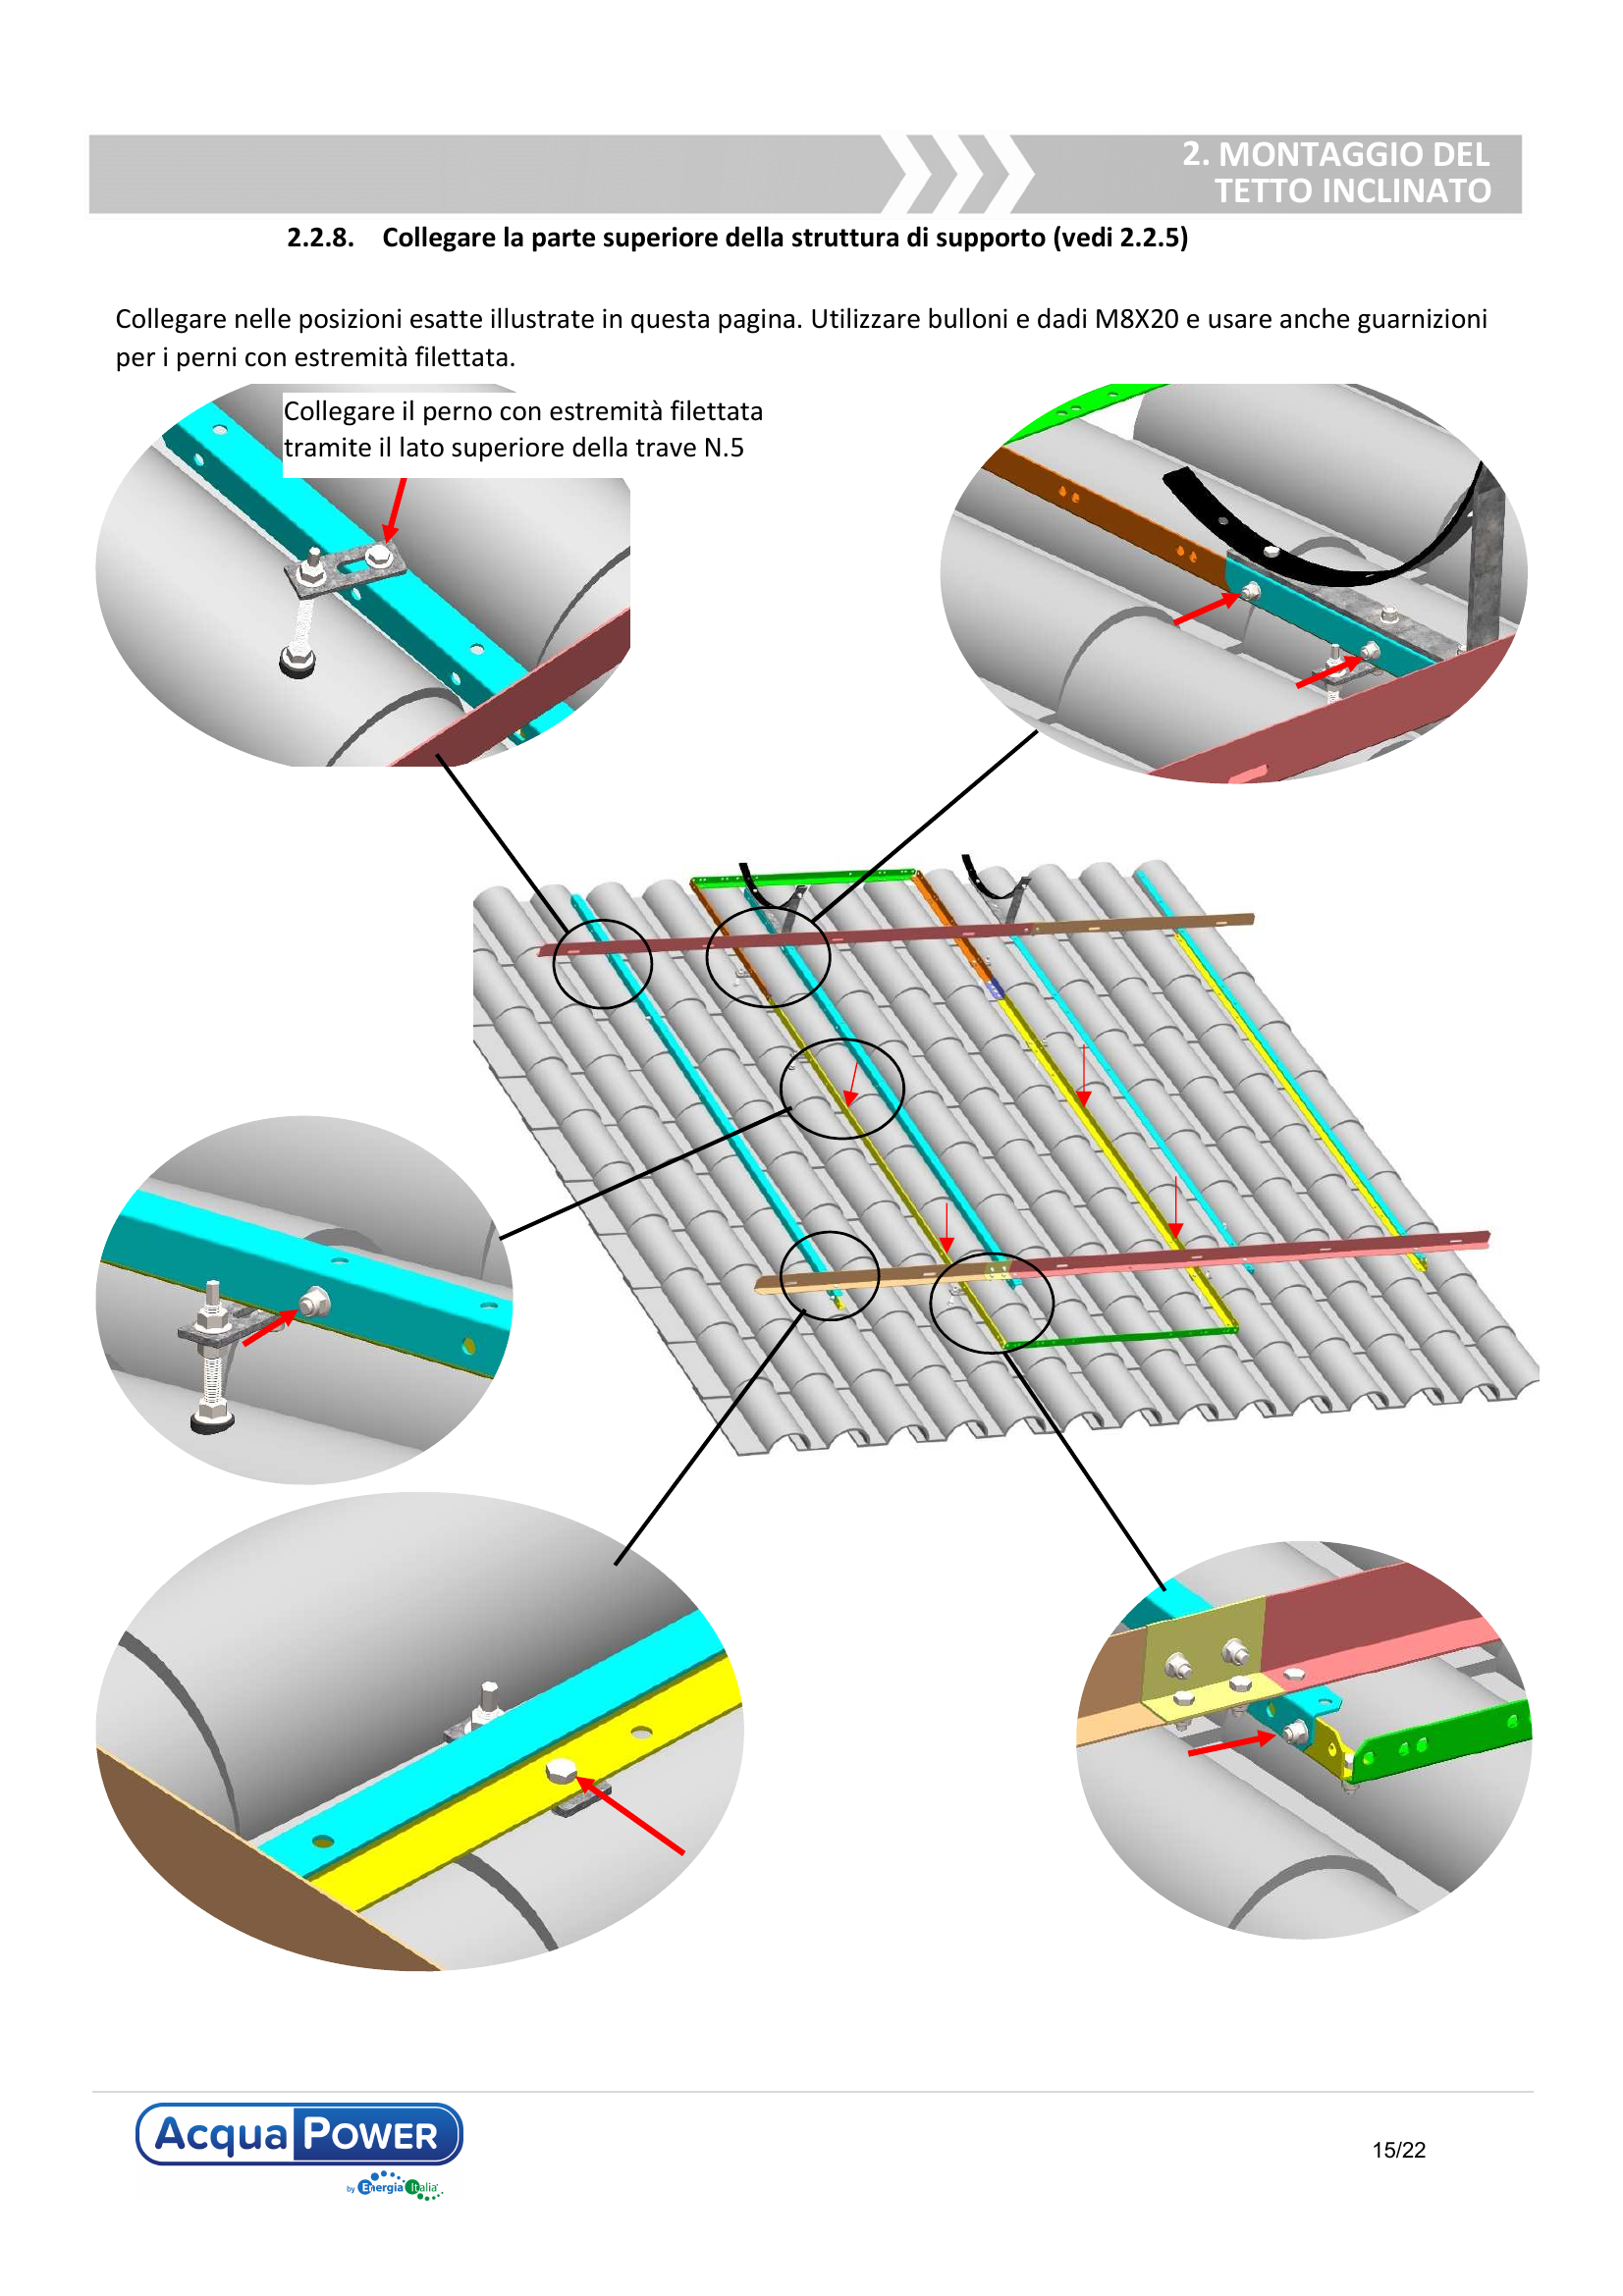 2. MONTAGGIO DEL
TETTO INCLINATO
2.2.8. Collegare la parte superiore della struttura di supporto (vedi 2.2.5)
Collegare nelle posizioni esatte illustrate in questa pagina. Utilizzare bulloni e dadi M8X20 e usare anche guarnizioni
per i perni con estremità filettata.
Collegare il perno con estremità filettata
tramite il lato superiore della trave N.5
Acqua POWER
by Energia Italia
15/22